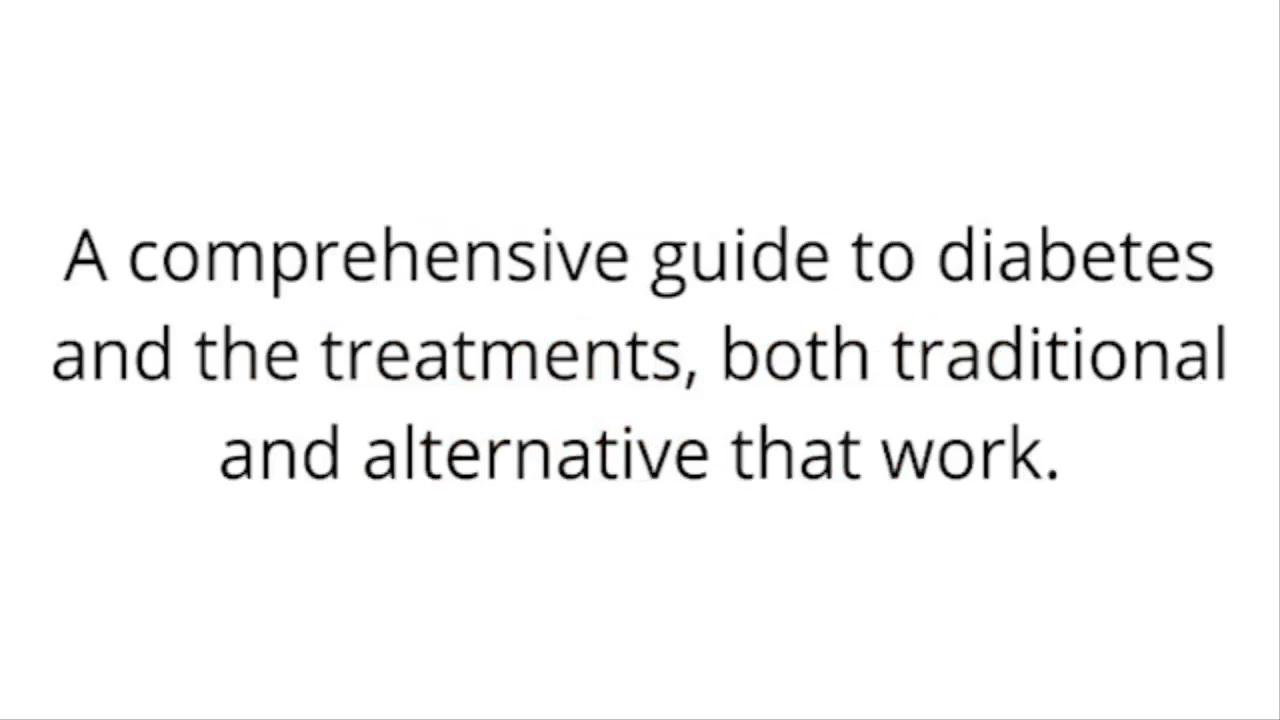 A comprehensive guide to diabetes
and the treatments, both traditional
and alternative that work.